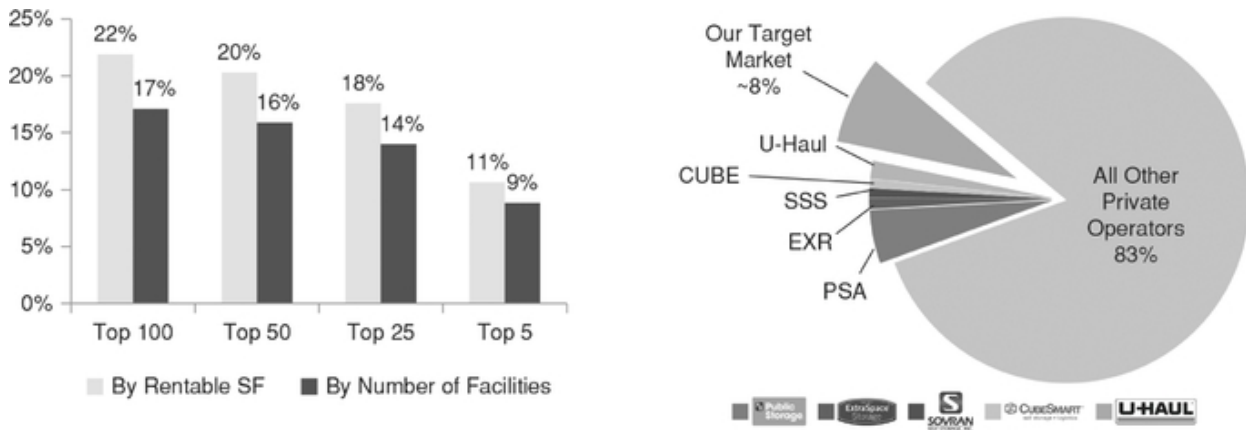 25%
20%
15%
10%
5%
0%
22%
17%
20%
16%
18%
14%
11%
9%
Top 100
Top 50
Top 25
Top 5
By Rentable SF
By Number of Facilities
Our Target
Market
~8%
U-Haul
CUBE
SSS
EXR
PSA
All Other
Private
Operators
83%
Public
Storage
ExtraSpace
Storage
SOVRAN
CUBESMART
U-HAUL